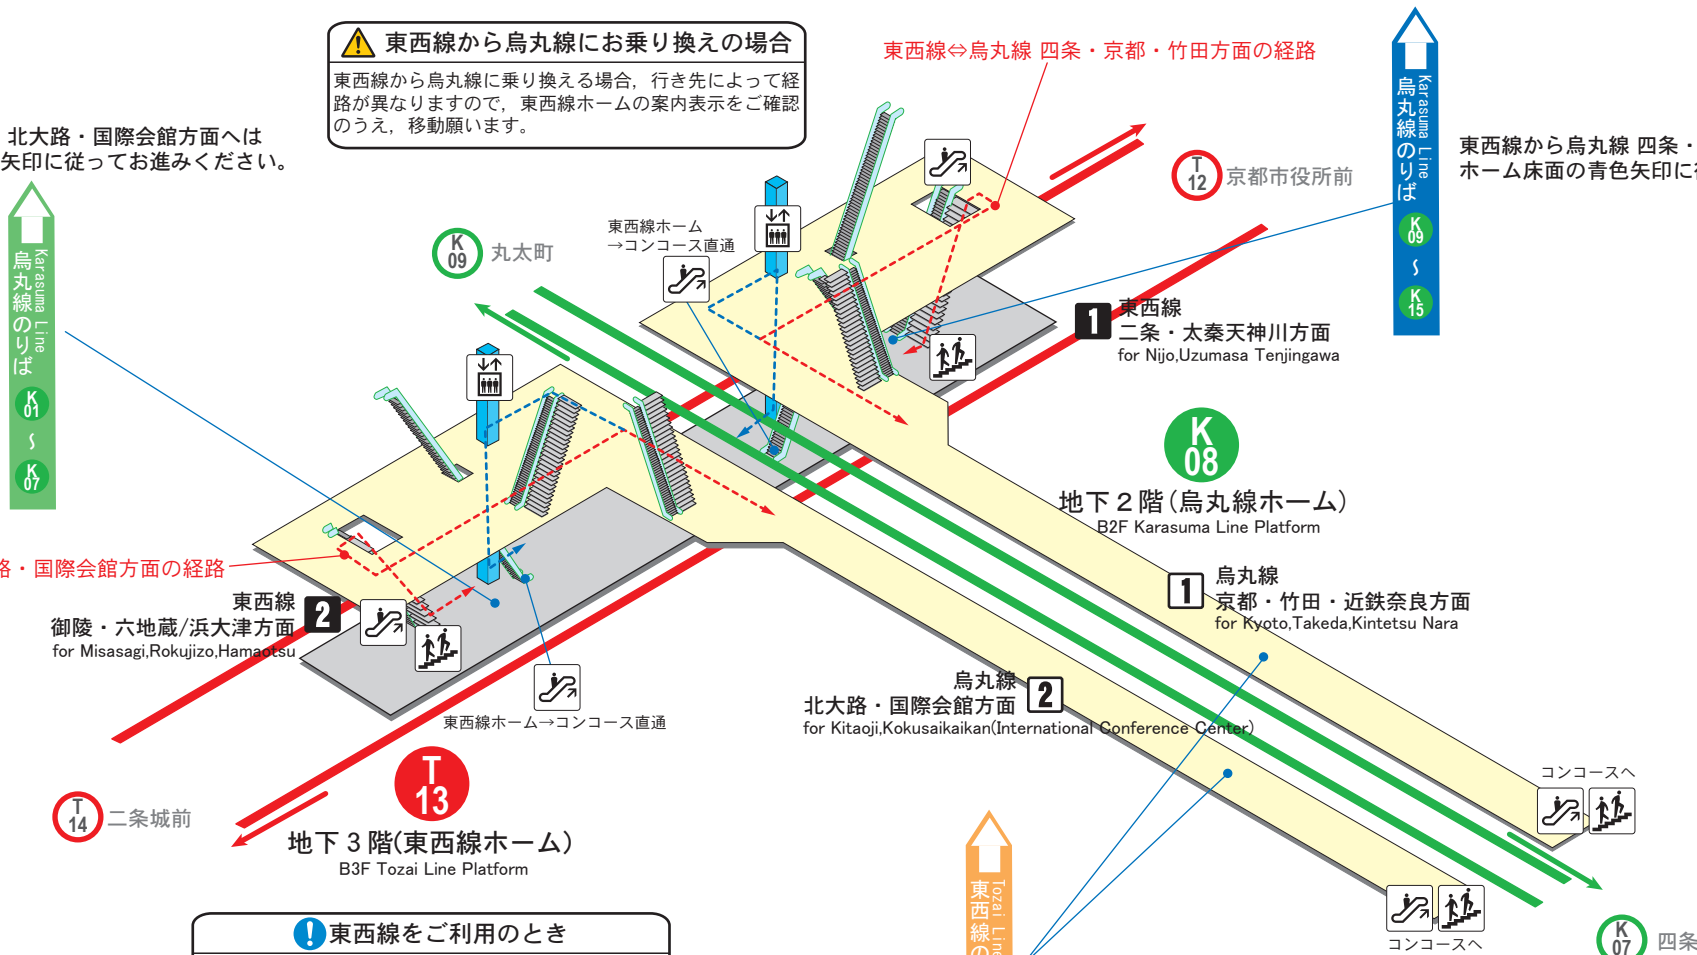 東西線から烏丸線にお乗り換えの場合
東西線から烏丸線に乗り換える場合，行き先によって経
路が異なりますので，東西線ホームの案内表示をご確認
のうえ，移動願います。
東西線⇔烏丸線 四条・京都・竹田方面の経路
北大路・国際会館方面へは
矢印に従ってお進みください。
Karasuma Line
烏丸線のりば
K
01
〜
K
07
Karasuma Line
烏丸線のりば
K
09
〜
K
15
東西線から烏丸線 四条・
ホーム床面の青色矢印に
T
12
京都市役所前
K
09
丸太町
東西線ホーム
→コンコース直通
1
東西線
二条・太秦天神川方面
for Nijo,Uzumasa Tenjingawa
K
08
地下２階(烏丸線ホーム)
B2F Karasuma Line Platform
・国際会館方面の経路
東西線
2
御陵・六地蔵/浜大津方面
for Misasagi,Rokujizo,Hamaotsu
1
烏丸線
京都・竹田・近鉄奈良方面
for Kyoto,Takeda,Kintetsu Nara
烏丸線
2
北大路・国際会館方面
for Kitaoji,Kokusaikaikan(International Conference Center)
東西線ホーム→コンコース直通
T
13
地下３階(東西線ホーム)
B3F Tozai Line Platform
T
14
二条城前
コンコースへ
コンコースへ
K
07
四条
Tozai Line
東西線の
東西線をご利用のとき